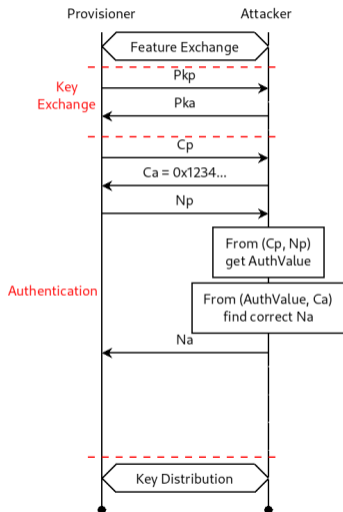 Provisioner Attacker
Feature Exchange
Key
Exchange
Pkp
Pka
Cp
Ca = 0x1234...
Np
From (Cp, Np)
get AuthValue
Authentication
From (AuthValue, Ca)
find correct Na
Na
Key Distribution